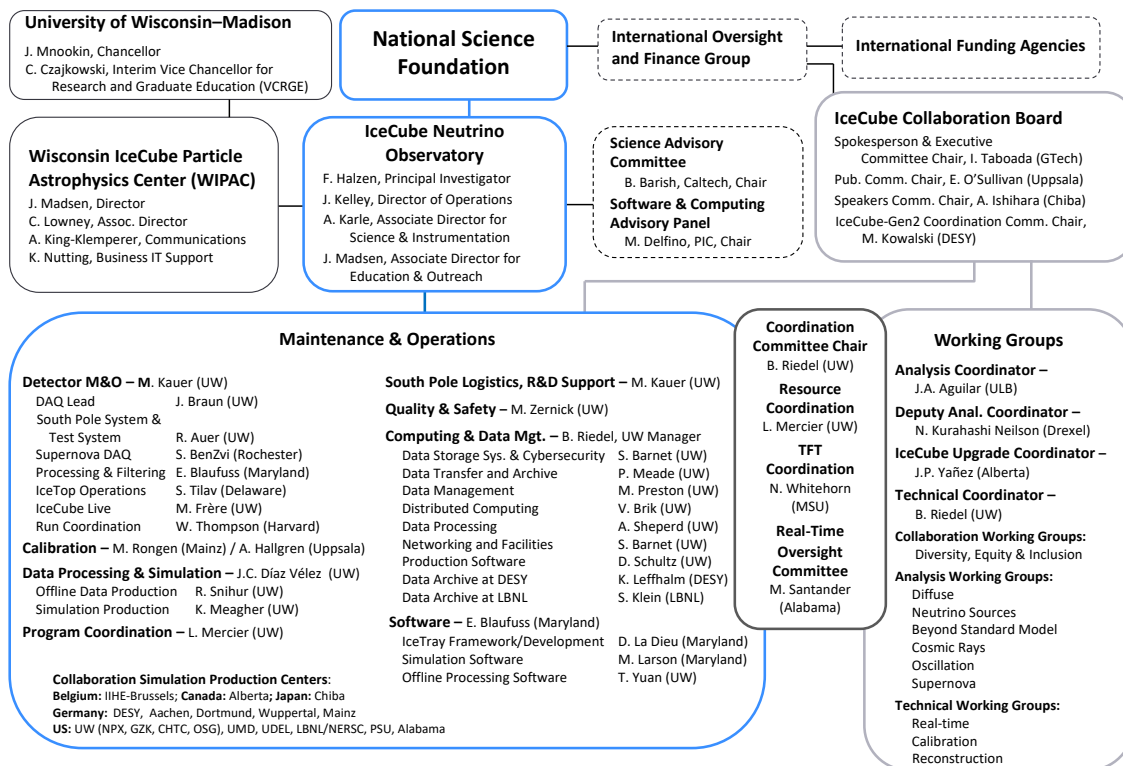 University of Wisconsin–Madison
J. Mnookin, Chancellor
C. Czajkowski, Interim Vice Chancellor for
Research and Graduate Education (VCRGE)
National Science
Foundation
International Oversight
and Finance Group
International Funding Agencies
Wisconsin IceCube Particle
Astrophysics Center (WIPAC)
J. Madsen, Director
C. Lowney, Assoc. Director
A. King-Klemperer, Communications
K. Nutting, Business IT Support
IceCube Neutrino
Observatory
F. Halzen, Principal Investigator
J. Kelley, Director of Operations
A. Karle, Associate Director for
Science & Instrumentation
J. Madsen, Associate Director for
Education & Outreach
Science Advisory
Committee
B. Barish, Caltech, Chair
Software & Computing
Advisory Panel
M. Delfino, PIC, Chair
IceCube Collaboration Board
Spokesperson & Executive
Committee Chair, I. Taboada (GTech)
Pub. Comm. Chair, E. O’Sullivan (Uppsala)
Speakers Comm. Chair, A. Ishihara (Chiba)
IceCube-Gen2 Coordination Comm. Chair,
M. Kowalski (DESY)
Maintenance & Operations
Detector M&O – M. Kauer (UW)
DAQ Lead J. Braun (UW)
South Pole System &
Test System R. Auer (UW)
Supernova DAQ S. BenZvi (Rochester)
Processing & Filtering E. Blaufuss (Maryland)
IceTop Operations S. Tilav (Delaware)
IceCube Live M. Frère (UW)
Run Coordination W. Thompson (Harvard)
Calibration – M. Rongen (Mainz) / A. Hallgren (Uppsala)
Data Processing & Simulation – J.C. Díaz Vélez (UW)
Offline Data Production R. Snihur (UW)
Simulation Production K. Meagher (UW)
Program Coordination – L. Mercier (UW)
South Pole Logistics, R&D Support – M. Kauer (UW)
Quality & Safety – M. Zernick (UW)
Computing & Data Mgt. – B. Riedel, UW Manager
Data Storage Sys. & Cybersecurity S. Barnet (UW)
Data Transfer and Archive P. Meade (UW)
Data Management M. Preston (UW)
Distributed Computing V. Brik (UW)
Data Processing A. Sheperd (UW)
Networking and Facilities S. Barnet (UW)
Production Software D. Schultz (UW)
Data Archive at DESY K. Leffhalm (DESY)
Data Archive at LBNL S. Klein (LBNL)
Software – E. Blaufuss (Maryland)
IceTray Framework/Development D. La Dieu (Maryland)
Simulation Software M. Larson (Maryland)
Offline Processing Software T. Yuan (UW)
Collaboration Simulation Production Centers:
Belgium: IIHE-Brussels; Canada: Alberta; Japan: Chiba
Germany: DESY, Aachen, Dortmund, Wuppertal, Mainz
US: UW (NPX, GZK, CHTC, OSG), UMD, UDEL, LBNL/NERSC, PSU, Alabama
Coordination
Committee Chair
B. Riedel (UW)
Resource
Coordination
L. Mercier (UW)
TFT
Coordination
N. Whitehorn
(MSU)
Real-Time
Oversight
Committee
M. Santander
(Alabama)
Working Groups
Analysis Coordinator –
J.A. Aguilar (ULB)
Deputy Anal. Coordinator –
N. Kurahashi Neilson (Drexel)
IceCube Upgrade Coordinator –
J.P. Yañez (Alberta)
Technical Coordinator –
B. Riedel (UW)
Collaboration Working Groups:
Diversity, Equity & Inclusion
Analysis Working Groups:
Diffuse
Neutrino Sources
Beyond Standard Model
Cosmic Rays
Oscillation
Supernova
Technical Working Groups:
Real-time
Calibration
Reconstruction